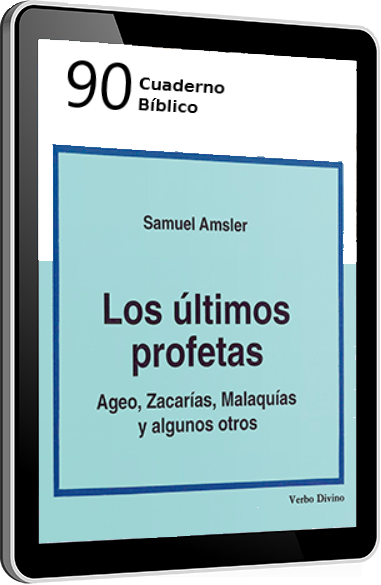 90 Cuaderno
Bíblico
Samuel Amsler
Los últimos
profetas
Ageo, Zacarías, Malaquías
y algunos otros
Verbo Divino